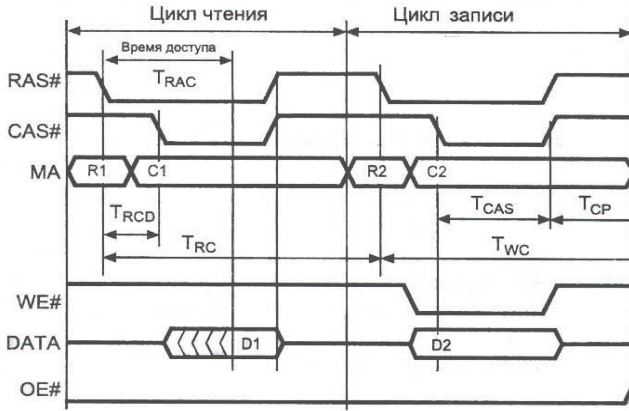 Цикл чтения Цикл записи
Время доступа
RAS# TRAC
CAS#
MA R1 C1 R2 C2
TRCD TCAS TCP
TRC TWC
WE#
DATA D1 D2
OE#